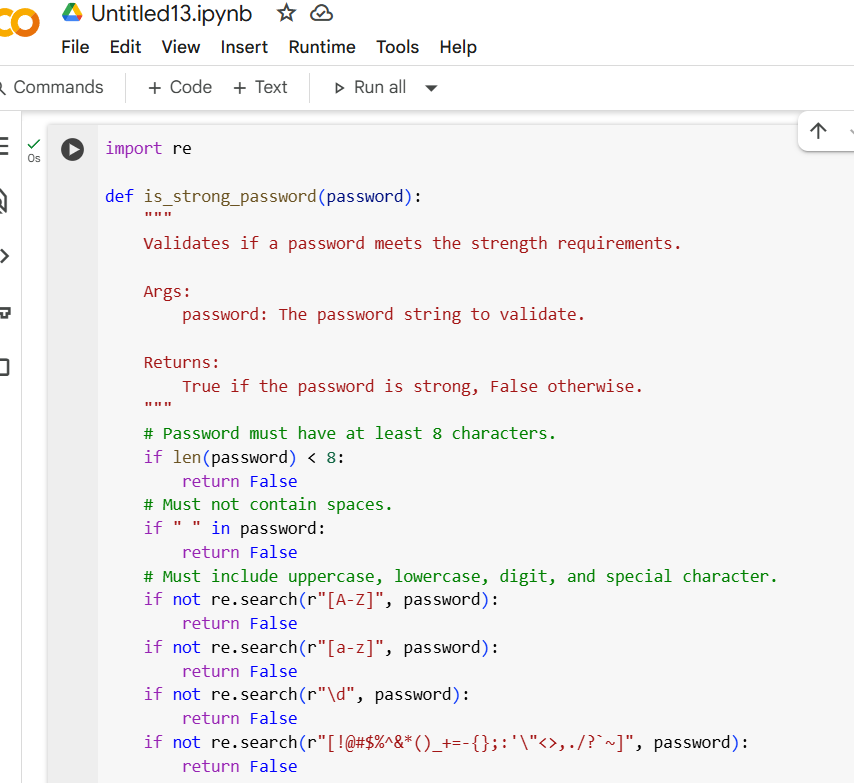 Untitled13.ipynb
File Edit View Insert Runtime Tools Help
Commands + Code + Text Run all
0s
import re
def is_strong_password(password):
    """
    Validates if a password meets the strength requirements.
    Args:
        password: The password string to validate.
    Returns:
        True if the password is strong, False otherwise.
    """
    # Password must have at least 8 characters.
    if len(password) < 8:
        return False
    # Must not contain spaces.
    if " " in password:
        return False
    # Must include uppercase, lowercase, digit, and special character.
    if not re.search(r"[A-Z]", password):
        return False
    if not re.search(r"[a-z]", password):
        return False
    if not re.search(r"\d", password):
        return False
    if not re.search(r"[!@#$%^&*()_+=-{};:'\"<>,./?`~]", password):
        return False